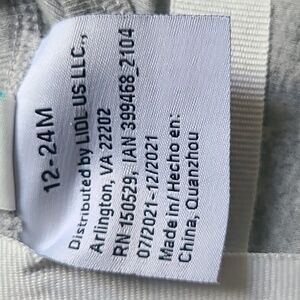 12-24M
Distributed by LIDL US LLC.,
Arlington, VA 22202
RN 150529, IAN 399468_2104
07/2021-12/2021
Made in/ Hecho en:
China, Quanzhou